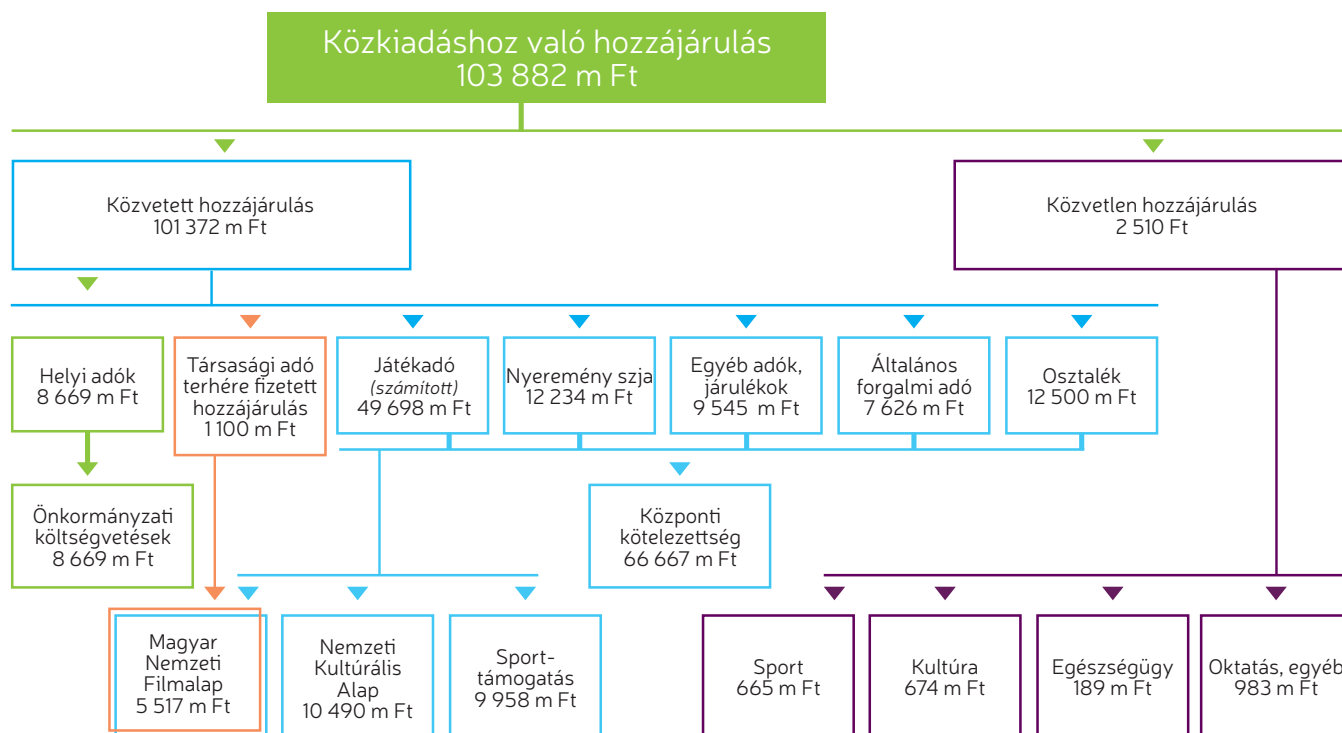 Közkiadáshoz való hozzájárulás
103 882 m Ft
Közvetett hozzájárulás
101 372 m Ft
Közvetlen hozzájárulás
2 510 Ft
Helyi adók
8 669 m Ft
Társasági adó
terhére fizetett
hozzájárulás
1 100 m Ft
Játékadó
(számított)
49 698 m Ft
Nyeremény szja
12 234 m Ft
Egyéb adók,
járulékok
9 545 m Ft
Általános
forgalmi adó
7 626 m Ft
Osztalék
12 500 m Ft
Önkormányzati
költségvetések
8 669 m Ft
Központi
kötelezettség
66 667 m Ft
Magyar
Nemzeti
Filmalap
5 517 m Ft
Nemzeti
Kultúrális
Alap
10 490 m Ft
Sport-
támogatás
9 958 m Ft
Sport
665 m Ft
Kultúra
674 m Ft
Egészségügy
189 m Ft
Oktatás, egyéb
983 m Ft